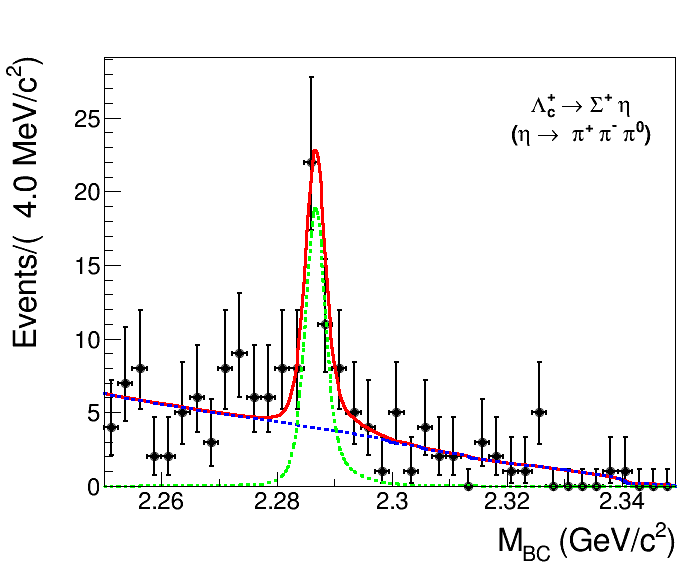 Λc+ → Σ+ η
(η → π+ π- π0)
Events/( 4.0 MeV/c2)
25
20
15
10
5
0
2.26 2.28 2.3 2.32 2.34
MBC (GeV/c2)